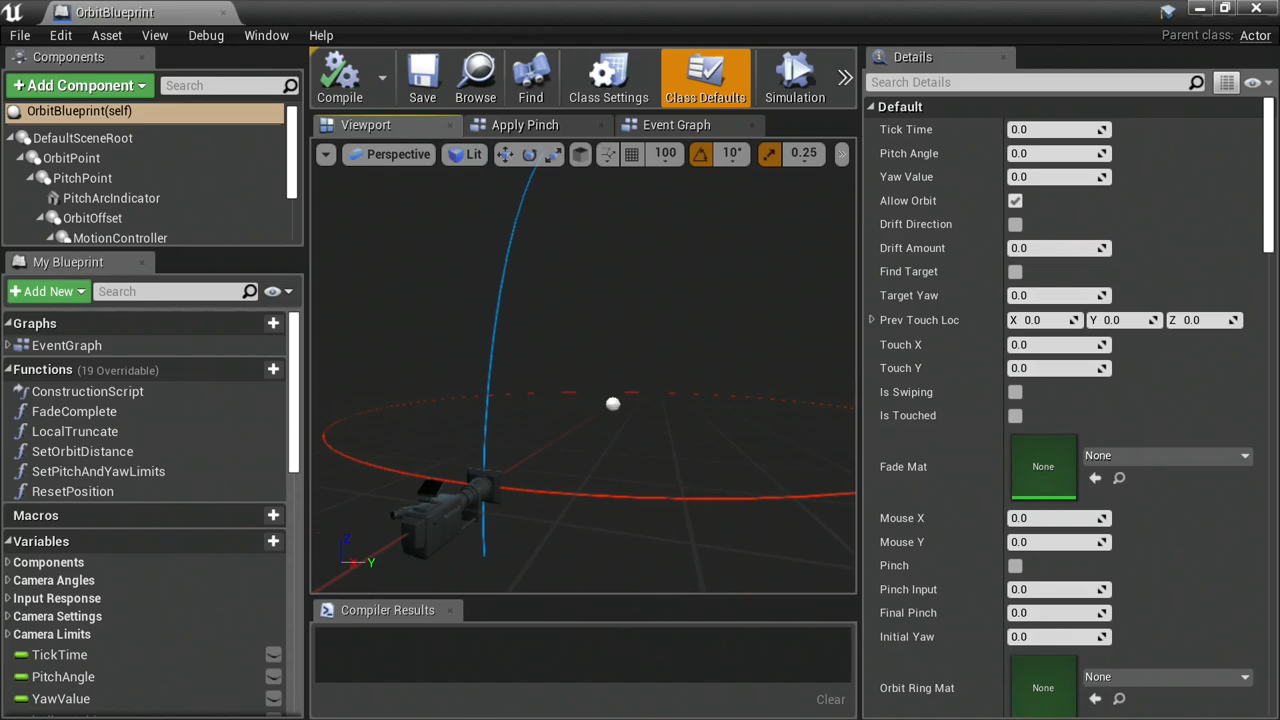 OrbitBlueprint
File Edit Asset View Debug Window Help
Parent class: Actor
Components
Add Component
Search
OrbitBlueprint(self)
DefaultSceneRoot
OrbitPoint
PitchPoint
PitchArcIndicator
OrbitOffset
MotionController
My Blueprint
Add New
Search
Graphs
EventGraph
Functions (19 Overridable)
ConstructionScript
FadeComplete
LocalTruncate
SetOrbitDistance
SetPitchAndYawLimits
ResetPosition
Macros
Variables
Components
Camera Angles
Input Response
Camera Settings
Camera Limits
TickTime
PitchAngle
YawValue
Compile Save Browse Find Class Settings Class Defaults Simulation
Viewport Apply Pinch Event Graph
Perspective Lit 100 10° 0.25
Z
Y
Compiler Results
Clear
Details
Search Details
Default
Tick Time 0.0
Pitch Angle 0.0
Yaw Value 0.0
Allow Orbit
Drift Direction
Drift Amount 0.0
Find Target
Target Yaw 0.0
Prev Touch Loc X 0.0 Y 0.0 Z 0.0
Touch X 0.0
Touch Y 0.0
Is Swiping
Is Touched
Fade Mat None None
Mouse X 0.0
Mouse Y 0.0
Pinch
Pinch Input 0.0
Final Pinch 0.0
Initial Yaw 0.0
Orbit Ring Mat None None